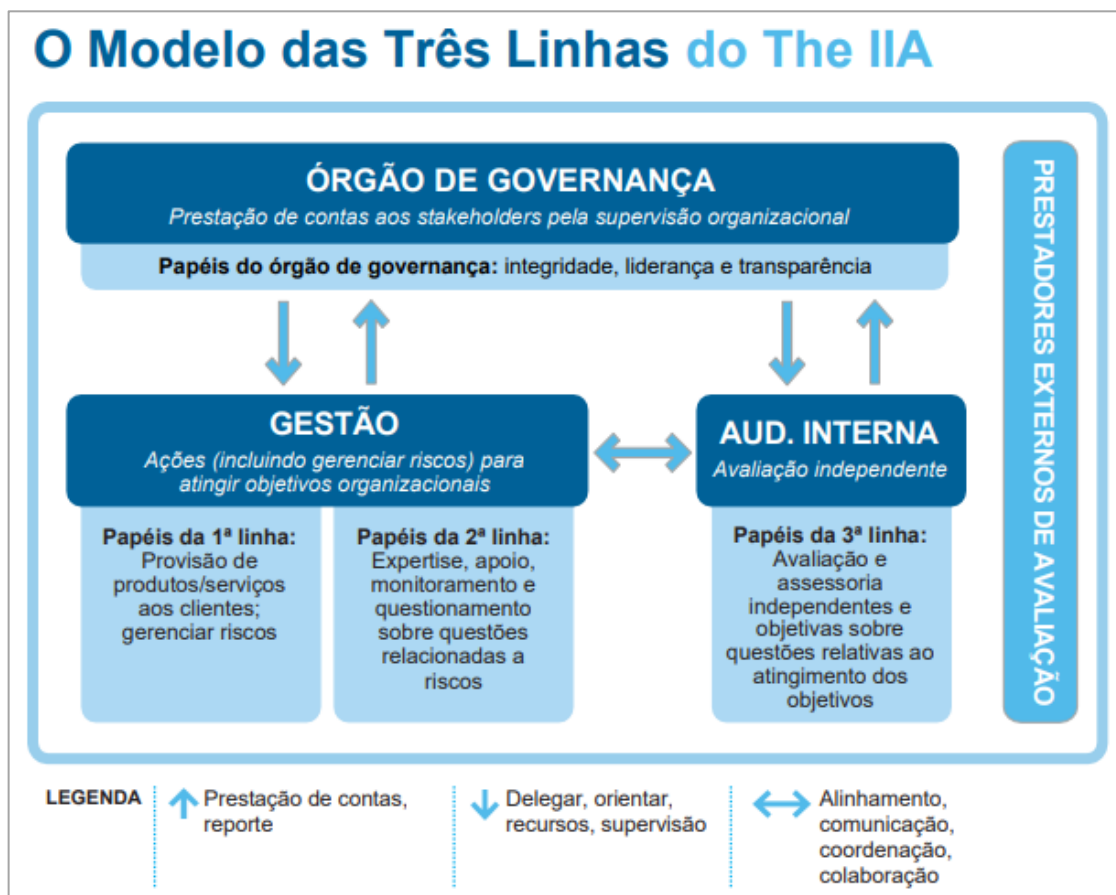 O Modelo das Três Linhas do The IIA
ÓRGÃO DE GOVERNANÇA
Prestação de contas aos stakeholders pela supervisão organizacional
Papéis do órgão de governança: integridade, liderança e transparência
GESTÃO
Ações (incluindo gerenciar riscos) para
atingir objetivos organizacionais
Papéis da 1ª linha:
Provisão de
produtos/serviços
aos clientes;
gerenciar riscos
Papéis da 2ª linha:
Expertise, apoio,
monitoramento e
questionamento
sobre questões
relacionadas a
riscos
AUD. INTERNA
Avaliação independente
Papéis da 3ª linha:
Avaliação e
assessoria
independentes e
objetivas sobre
questões relativas ao
atingimento dos
objetivos
PRESTADORES EXTERNOS DE AVALIAÇÃO
LEGENDA
Prestação de contas,
reporte
Delegar, orientar,
recursos, supervisão
Alinhamento,
comunicação,
coordenação,
colaboração